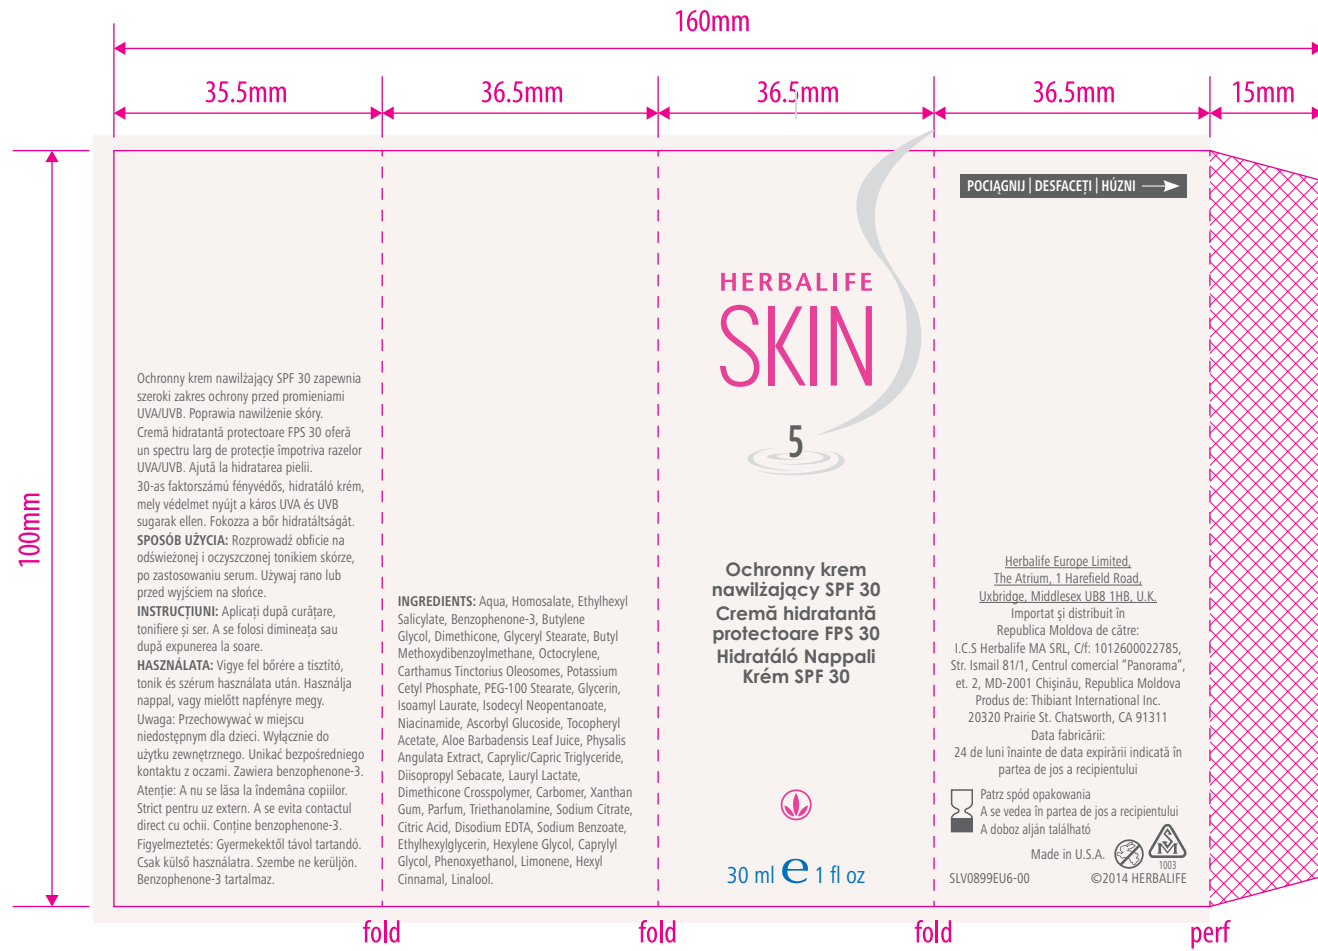 160mm
35.5mm
36.5mm
36.5mm
36.5mm
15mm
100mm
Ochronny krem nawilżający SPF 30 zapewnia
szeroki zakres ochrony przed promieniami
UVA/UVB. Poprawia nawilżenie skóry.
Cremă hidratantă protectoare FPS 30 oferă
un spectru larg de protecție împotriva razelor
UVA/UVB. Ajută la hidratarea pielii.
30-as faktorszámú fényvédős, hidratáló krém,
mely védelmet nyújt a káros UVA és UVB
sugarak ellen. Fokozza a bőr hidratáltságát.
SPOSÓB UŻYCIA: Rozprowadź obficie na
odświeżonej i oczyszczonej tonikiem skórze,
po zastosowaniu serum. Używaj rano lub
przed wyjściem na słońce.
INSTRUCȚIUNI: Aplicați după curățare,
tonifiere și ser. A se folosi dimineața sau
după expunerea la soare.
HASZNÁLATA: Vigye fel bőrére a tisztító,
tonik és szérum használata után. Használja
nappal, vagy mielőtt napfényre megy.
Uwaga: Przechowywać w miejscu
niedostępnym dla dzieci. Wyłącznie do
użytku zewnętrznego. Unikać bezpośredniego
kontaktu z oczami. Zawiera benzophenone-3.
Atenție: A nu se lăsa la îndemâna copiilor.
Strict pentru uz extern. A se evita contactul
direct cu ochii. Conține benzophenone-3.
Figyelmeztetés: Gyermekektől távol tartandó.
Csak külső használatra. Szembe ne kerüljön.
Benzophenone-3 tartalmaz.
INGREDIENTS: Aqua, Homosalate, Ethylhexyl
Salicylate, Benzophenone-3, Butylene
Glycol, Dimethicone, Glyceryl Stearate, Butyl
Methoxydibenzoylmethane, Octocrylene,
Carthamus Tinctorius Oleosomes, Potassium
Cetyl Phosphate, PEG-100 Stearate, Glycerin,
Isoamyl Laurate, Isodecyl Neopentanoate,
Niacinamide, Ascorbyl Glucoside, Tocopheryl
Acetate, Aloe Barbadensis Leaf Juice, Physalis
Angulata Extract, Caprylic/Capric Triglyceride,
Diisopropyl Sebacate, Lauryl Lactate,
Dimethicone Crosspolymer, Carbomer, Xanthan
Gum, Parfum, Triethanolamine, Sodium Citrate,
Citric Acid, Disodium EDTA, Sodium Benzoate,
Ethylhexylglycerin, Hexylene Glycol, Caprylyl
Glycol, Phenoxyethanol, Limonene, Hexyl
Cinnamal, Linalool.
HERBALIFE
SKIN
5
Ochronny krem
nawilżający SPF 30
Cremă hidratantă
protectoare FPS 30
Hidratáló Nappali
Krém SPF 30
30 ml e 1 fl oz
POCIĄGNIJ | DESFACEȚI | HÚZNI
Herbalife Europe Limited,
The Atrium, 1 Harefield Road,
Uxbridge, Middlesex UB8 1HB, U.K.
Importat şi distribuit în
Republica Moldova de către:
I.C.S Herbalife MA SRL, C/f: 1012600022785,
Str. Ismail 81/1, Centrul comercial "Panorama",
et. 2, MD-2001 Chişinău, Republica Moldova
Produs de: Thibiant International Inc.
20320 Prairie St. Chatsworth, CA 91311
Data fabricării:
24 de luni înainte de data expirării indicată în
partea de jos a recipientului
Patrz spód opakowania
A se vedea în partea de jos a recipientului
A doboz alján található
Made in U.S.A.
SM
1003
SLV0899EU6-00
©2014 HERBALIFE
fold
fold
fold
perf